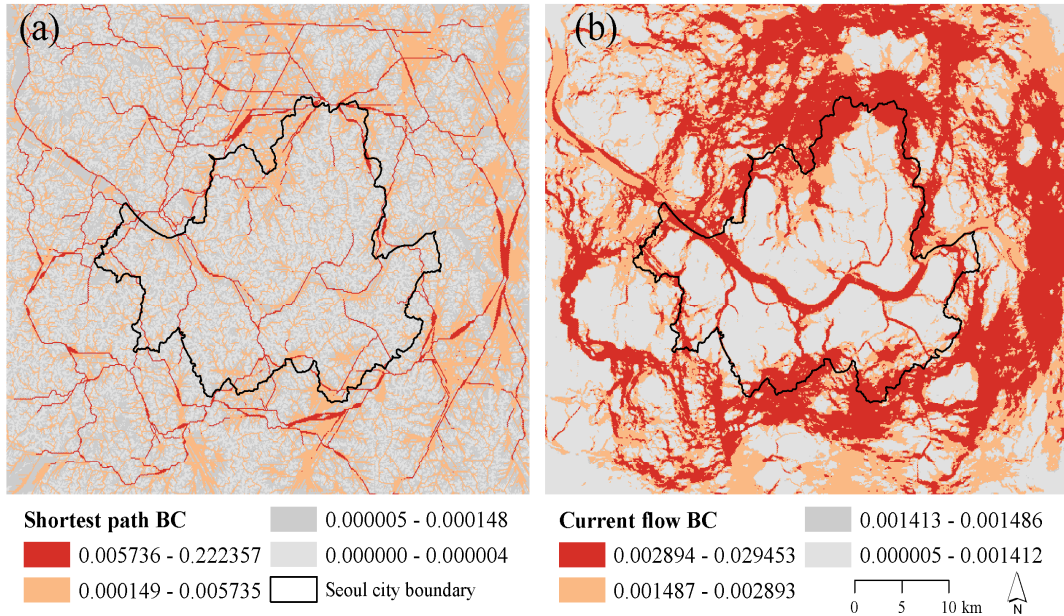 (a)
(b)
Shortest path BC
0.005736 - 0.222357
0.000149 - 0.005735
0.000005 - 0.000148
0.000000 - 0.000004
Seoul city boundary
Current flow BC
0.002894 - 0.029453
0.001487 - 0.002893
0.001413 - 0.001486
0.000005 - 0.001412
0 5 10 km
N